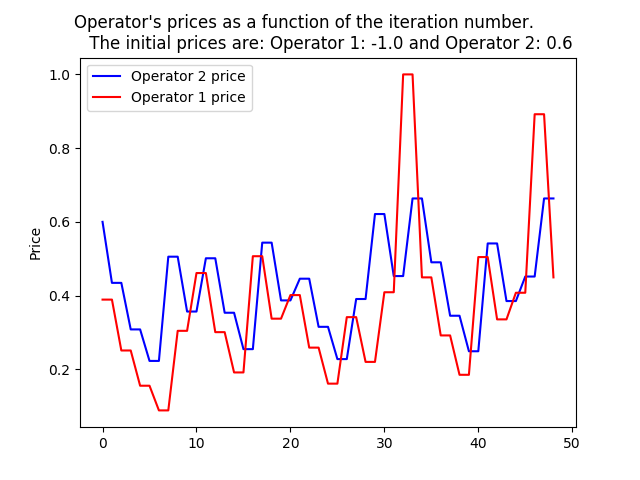 Operator's prices as a function of the iteration number.
The initial prices are: Operator 1: -1.0 and Operator 2: 0.6
Operator 2 price
Operator 1 price
Price
1.0
0.8
0.6
0.4
0.2
0 10 20 30 40 50